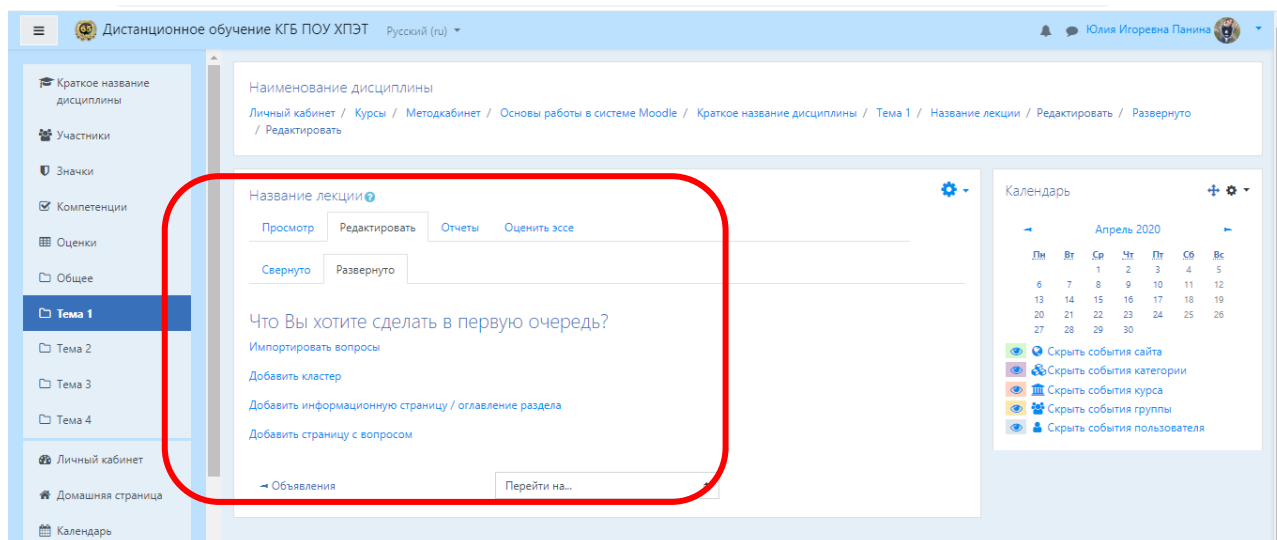 Дистанционное обучение КГБ ПОУ ХПЭТ Русский (ru)
Юлия Игоревна Панина
Краткое название
дисциплины
Участники
Значки
Компетенции
Оценки
Общее
Тема 1
Тема 2
Тема 3
Тема 4
Личный кабинет
Домашняя страница
Календарь
Наименование дисциплины
Личный кабинет / Курсы / Методкабинет / Основы работы в системе Moodle / Краткое название дисциплины / Тема 1 / Название лекции / Редактировать / Развернуто
/ Редактировать
Название лекции
Просмотр Редактировать Отчеты Оценить эссе
Свернуто Развернуто
Что Вы хотите сделать в первую очередь?
Импортировать вопросы
Добавить кластер
Добавить информационную страницу / оглавление раздела
Добавить страницу с вопросом
Объявления Перейти на...
Календарь
Апрель 2020
Пн Вт Ср Чт Пт Сб Вс
1 2 3 4 5
6 7 8 9 10 11 12
13 14 15 16 17 18 19
20 21 22 23 24 25 26
27 28 29 30
Скрыть события сайта
Скрыть события категории
Скрыть события курса
Скрыть события группы
Скрыть события пользователя